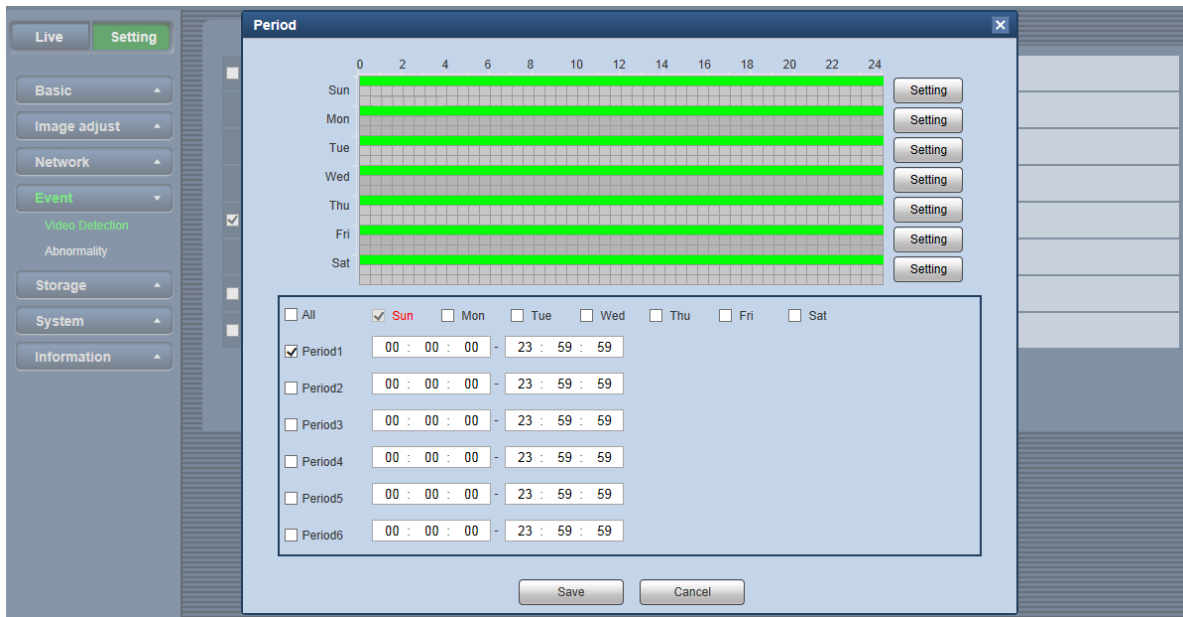 Live Setting
Basic
Image adjust
Network
Event
Video Detection
Abnormality
Storage
System
Information
Period
0 2 4 6 8 10 12 14 16 18 20 22 24
Sun Setting
Mon Setting
Tue Setting
Wed Setting
Thu Setting
Fri Setting
Sat Setting
All Sun Mon Tue Wed Thu Fri Sat
Period1 00 : 00 : 00 - 23 : 59 : 59
Period2 00 : 00 : 00 - 23 : 59 : 59
Period3 00 : 00 : 00 - 23 : 59 : 59
Period4 00 : 00 : 00 - 23 : 59 : 59
Period5 00 : 00 : 00 - 23 : 59 : 59
Period6 00 : 00 : 00 - 23 : 59 : 59
Save Cancel